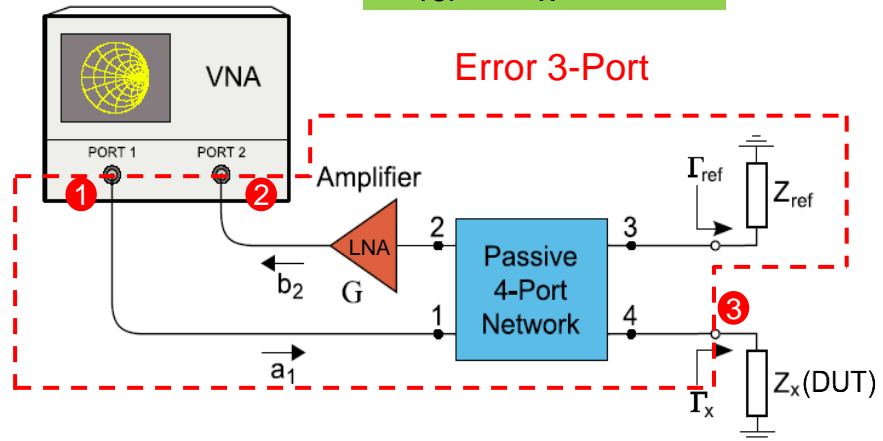 Error 3-Port
VNA
PORT 1
PORT 2
1
2
Amplifier
LNA
G
b₂
a₁
2
3
1
4
Passive
4-Port
Network
Γref
Zref
3
Γx
Zx(DUT)